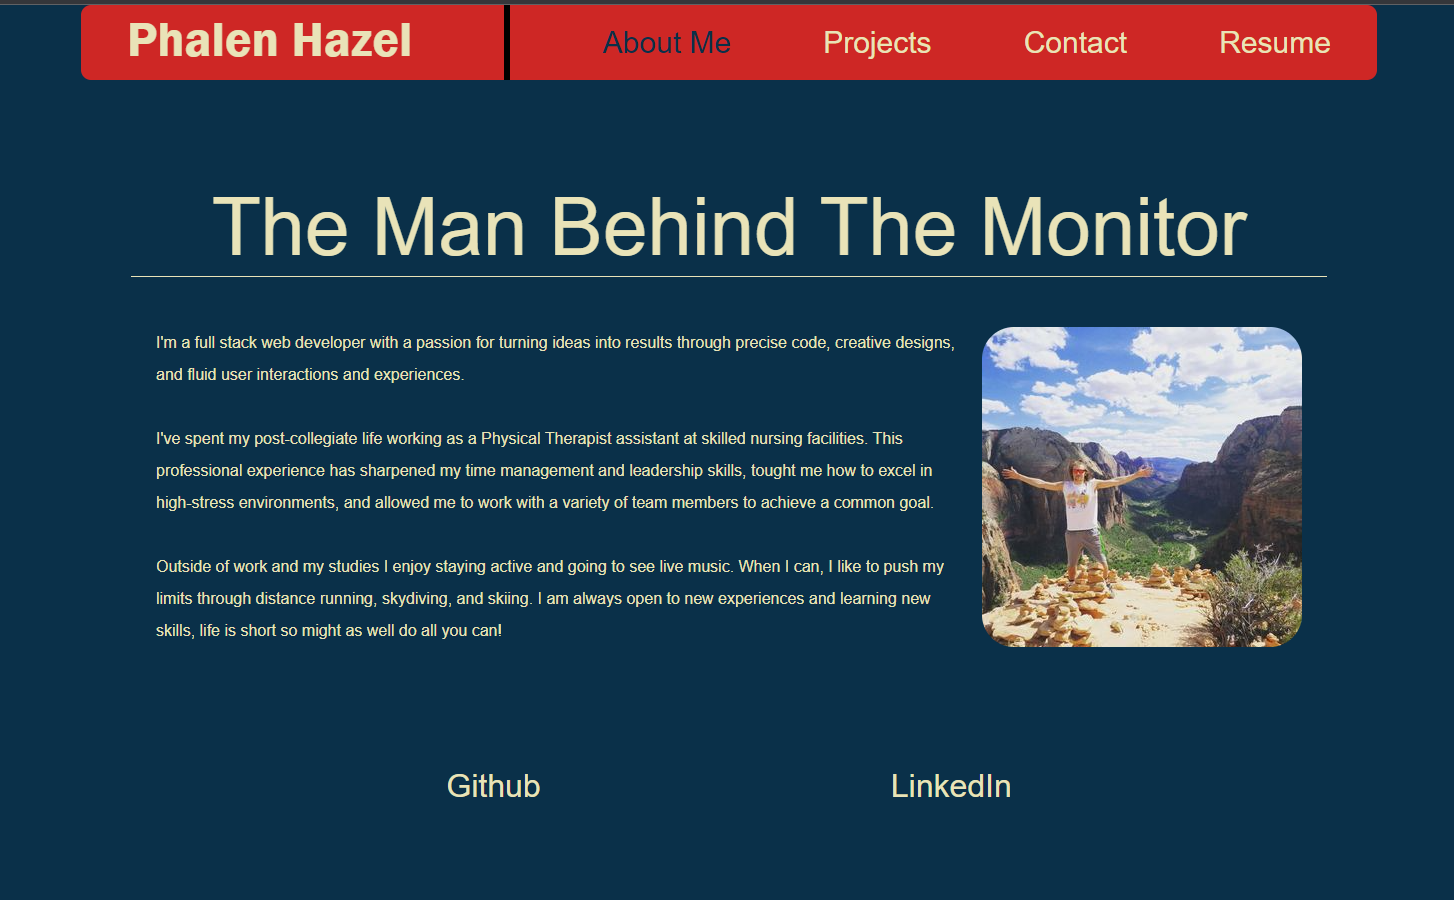 Phalen Hazel
About Me
Projects
Contact
Resume
The Man Behind The Monitor
I'm a full stack web developer with a passion for turning ideas into results through precise code, creative designs,
and fluid user interactions and experiences.
I've spent my post-collegiate life working as a Physical Therapist assistant at skilled nursing facilities. This
professional experience has sharpened my time management and leadership skills, tought me how to excel in
high-stress environments, and allowed me to work with a variety of team members to achieve a common goal.
Outside of work and my studies I enjoy staying active and going to see live music. When I can, I like to push my
limits through distance running, skydiving, and skiing. I am always open to new experiences and learning new
skills, life is short so might as well do all you can!
Github
LinkedIn